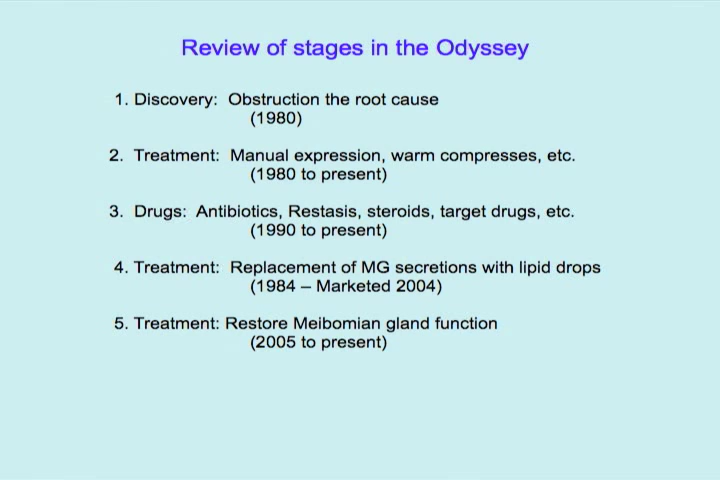 Review of stages in the Odyssey
1. Discovery: Obstruction the root cause
(1980)
2. Treatment: Manual expression, warm compresses, etc.
(1980 to present)
3. Drugs: Antibiotics, Restasis, steroids, target drugs, etc.
(1990 to present)
4. Treatment: Replacement of MG secretions with lipid drops
(1984 – Marketed 2004)
5. Treatment: Restore Meibomian gland function
(2005 to present)